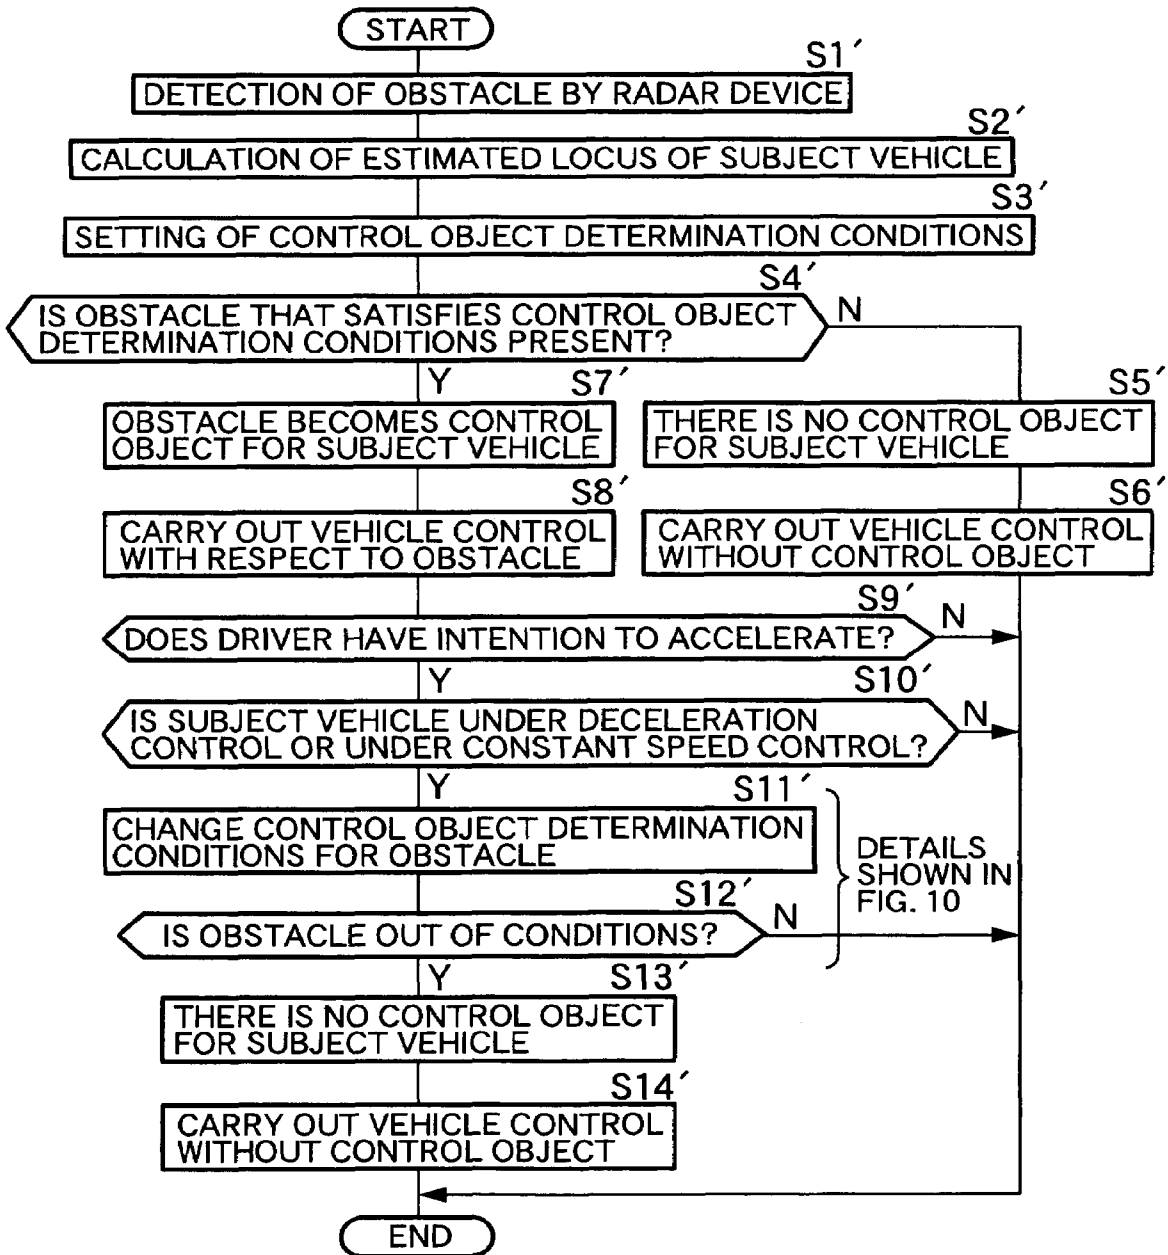 START
S1′
DETECTION OF OBSTACLE BY RADAR DEVICE
S2′
CALCULATION OF ESTIMATED LOCUS OF SUBJECT VEHICLE
S3′
SETTING OF CONTROL OBJECT DETERMINATION CONDITIONS
S4′
IS OBSTACLE THAT SATISFIES CONTROL OBJECT
DETERMINATION CONDITIONS PRESENT?
N
Y
S7′
OBSTACLE BECOMES CONTROL
OBJECT FOR SUBJECT VEHICLE
S5′
THERE IS NO CONTROL OBJECT
FOR SUBJECT VEHICLE
S8′
CARRY OUT VEHICLE CONTROL
WITH RESPECT TO OBSTACLE
S6′
CARRY OUT VEHICLE CONTROL
WITHOUT CONTROL OBJECT
S9′
DOES DRIVER HAVE INTENTION TO ACCELERATE?
N
Y
S10′
IS SUBJECT VEHICLE UNDER DECELERATION
CONTROL OR UNDER CONSTANT SPEED CONTROL?
N
Y
S11′
CHANGE CONTROL OBJECT DETERMINATION
CONDITIONS FOR OBSTACLE
DETAILS
SHOWN IN
FIG. 10
S12′
IS OBSTACLE OUT OF CONDITIONS?
N
Y
S13′
THERE IS NO CONTROL OBJECT
FOR SUBJECT VEHICLE
S14′
CARRY OUT VEHICLE CONTROL
WITHOUT CONTROL OBJECT
END